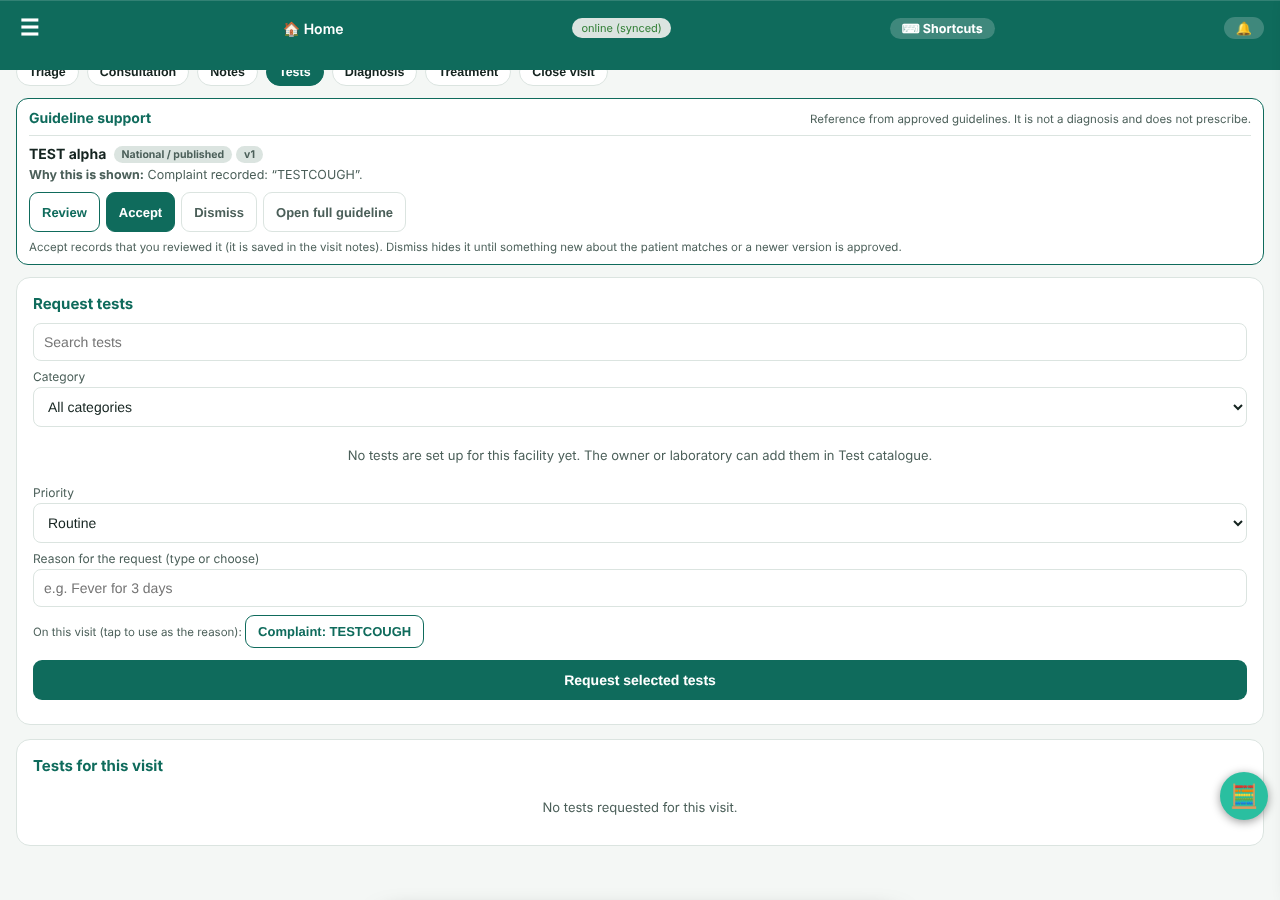 Home
online (synced)
Shortcuts
Triage Consultation Notes Tests Diagnosis Treatment Close visit
Guideline support
Reference from approved guidelines. It is not a diagnosis and does not prescribe.
TEST alpha National / published v1
Why this is shown: Complaint recorded: “TESTCOUGH”.
Review Accept Dismiss Open full guideline
Accept records that you reviewed it (it is saved in the visit notes). Dismiss hides it until something new about the patient matches or a newer version is approved.
Request tests
Search tests
Category
All categories
No tests are set up for this facility yet. The owner or laboratory can add them in Test catalogue.
Priority
Routine
Reason for the request (type or choose)
e.g. Fever for 3 days
On this visit (tap to use as the reason): Complaint: TESTCOUGH
Request selected tests
Tests for this visit
No tests requested for this visit.